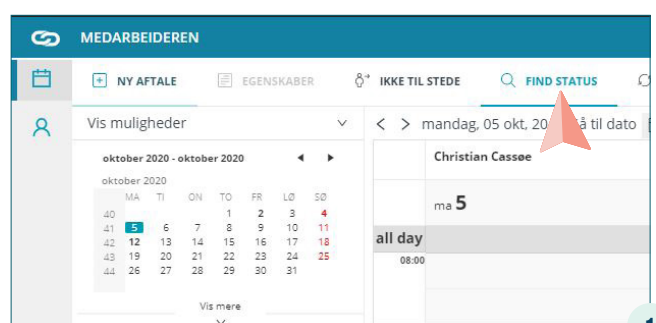 MEDARBEIDEREN
NY AFTALE EGENSKABER IKKE TIL STEDE FIND STATUS
Vis muligheder
mandag, 05 okt, 20 å til dato
oktober 2020 - oktober 2020
Christian Cassøe
oktober 2020
MA TI ON TO FR LØ SØ
40 1 2 3 4
41 5 6 7 8 9 10 11
42 12 13 14 15 16 17 18
43 19 20 21 22 23 24 25
44 26 27 28 29 30 31
ma 5
all day
08:00
Vis mere